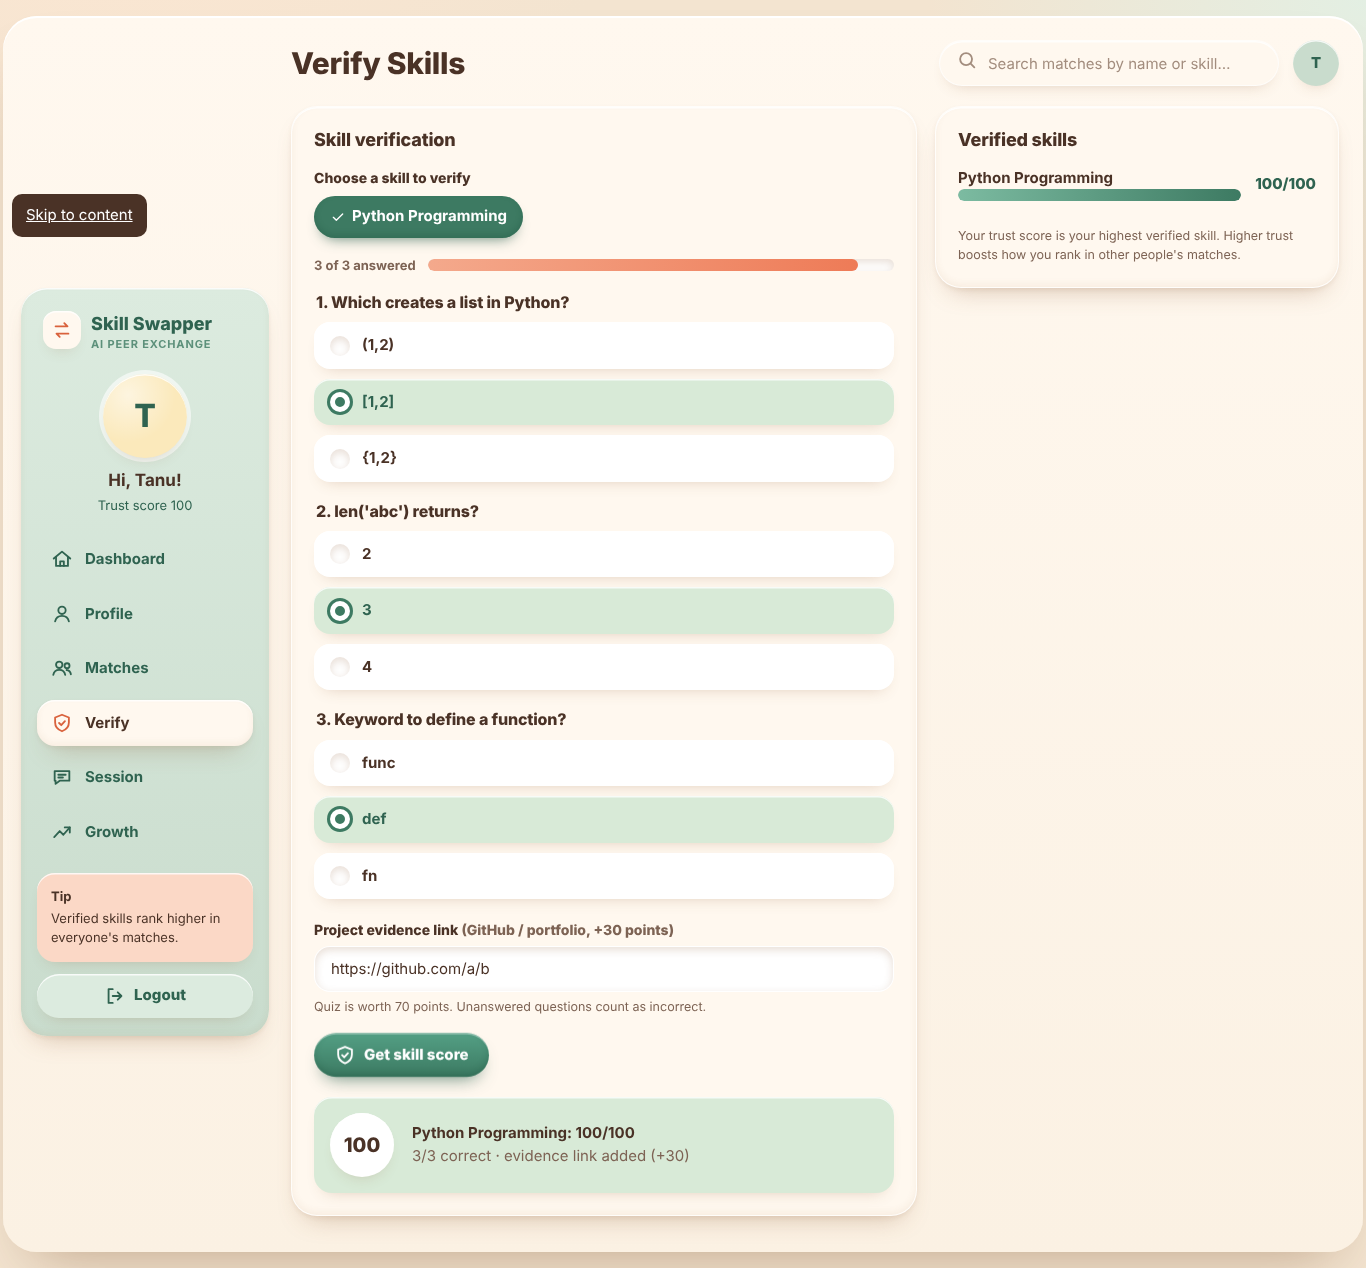 Verify Skills
Search matches by name or skill...
T
Skip to content
Skill Swapper
AI PEER EXCHANGE
T
Hi, Tanu!
Trust score 100
Dashboard
Profile
Matches
Verify
Session
Growth
Tip
Verified skills rank higher in
everyone's matches.
Logout
Skill verification
Choose a skill to verify
Python Programming
3 of 3 answered
1. Which creates a list in Python?
(1,2)
[1,2]
{1,2}
2. len('abc') returns?
2
3
4
3. Keyword to define a function?
func
def
fn
Project evidence link (GitHub / portfolio, +30 points)
https://github.com/a/b
Quiz is worth 70 points. Unanswered questions count as incorrect.
Get skill score
100
Python Programming: 100/100
3/3 correct · evidence link added (+30)
Verified skills
Python Programming
100/100
Your trust score is your highest verified skill. Higher trust
boosts how you rank in other people's matches.